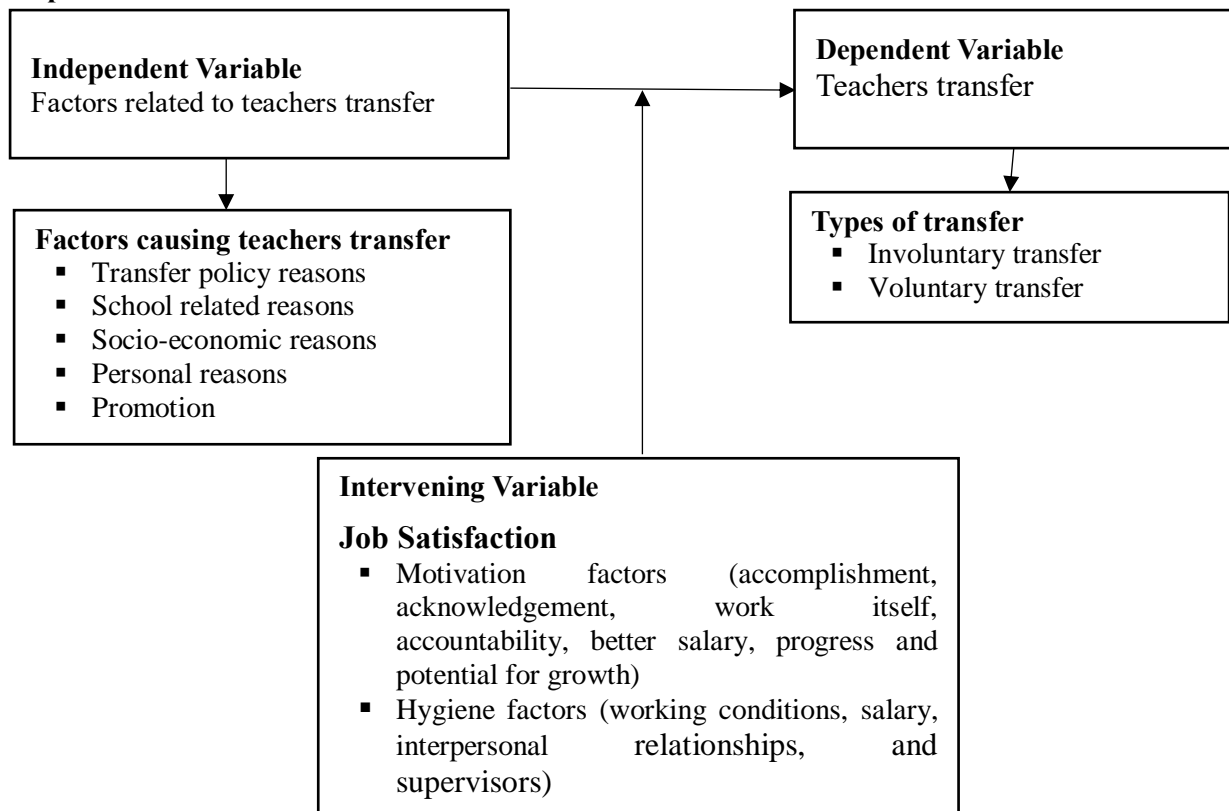 Independent Variable
Factors related to teachers transfer
Dependent Variable
Teachers transfer
Factors causing teachers transfer
▪ Transfer policy reasons
▪ School related reasons
▪ Socio-economic reasons
▪ Personal reasons
▪ Promotion
Types of transfer
▪ Involuntary transfer
▪ Voluntary transfer
Intervening Variable
Job Satisfaction
▪ Motivation factors (accomplishment,
acknowledgement, work itself,
accountability, better salary, progress and
potential for growth)
▪ Hygiene factors (working conditions, salary,
interpersonal relationships, and
supervisors)